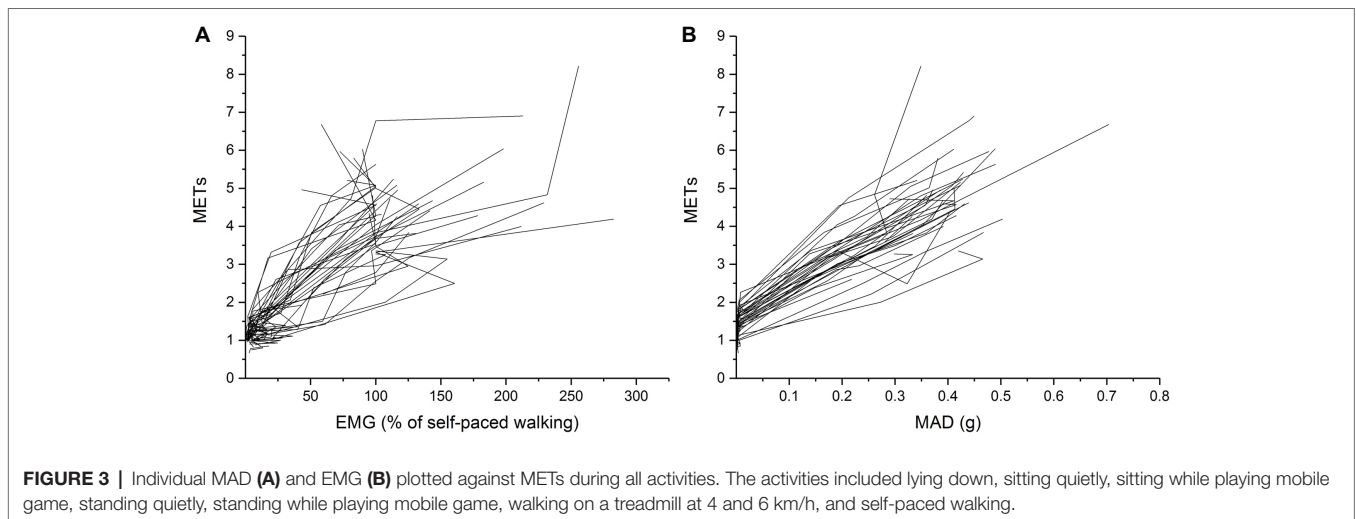 A
B
9
8
7
6
5
4
3
2
1
0
METs
50 100 150 200 250 300
EMG (% of self-paced walking)
9
8
7
6
5
4
3
2
1
0
METs
0.1 0.2 0.3 0.4 0.5 0.6 0.7 0.8
MAD (g)
FIGURE 3 | Individual MAD (A) and EMG (B) plotted against METs during all activities. The activities included lying down, sitting quietly, sitting while playing mobile
game, standing quietly, standing while playing mobile game, walking on a treadmill at 4 and 6 km/h, and self-paced walking.